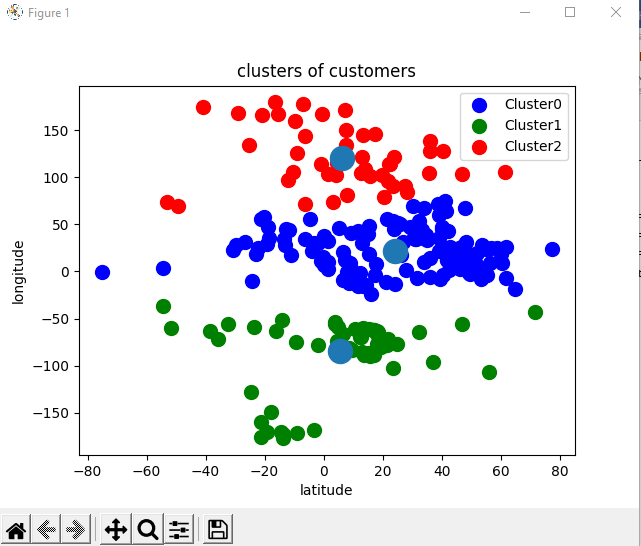 Figure 1
clusters of customers
Cluster0
Cluster1
Cluster2
longitude
150
100
50
0
−50
−100
−150
−80 −60 −40 −20 0 20 40 60 80
latitude